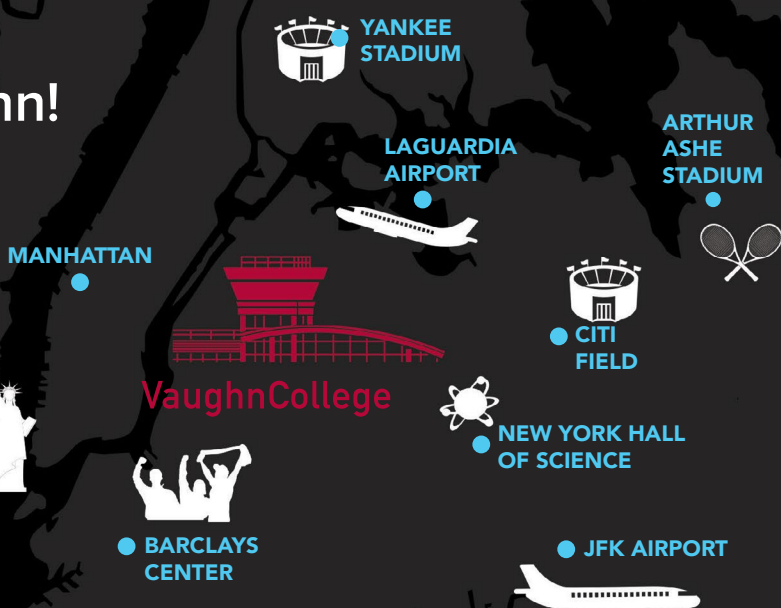 YANKEE
STADIUM
nn!
LAGUARDIA
AIRPORT
ARTHUR
ASHE
STADIUM
MANHATTAN
CITI
FIELD
VaughnCollege
NEW YORK HALL
OF SCIENCE
BARCLAYS
CENTER
JFK AIRPORT